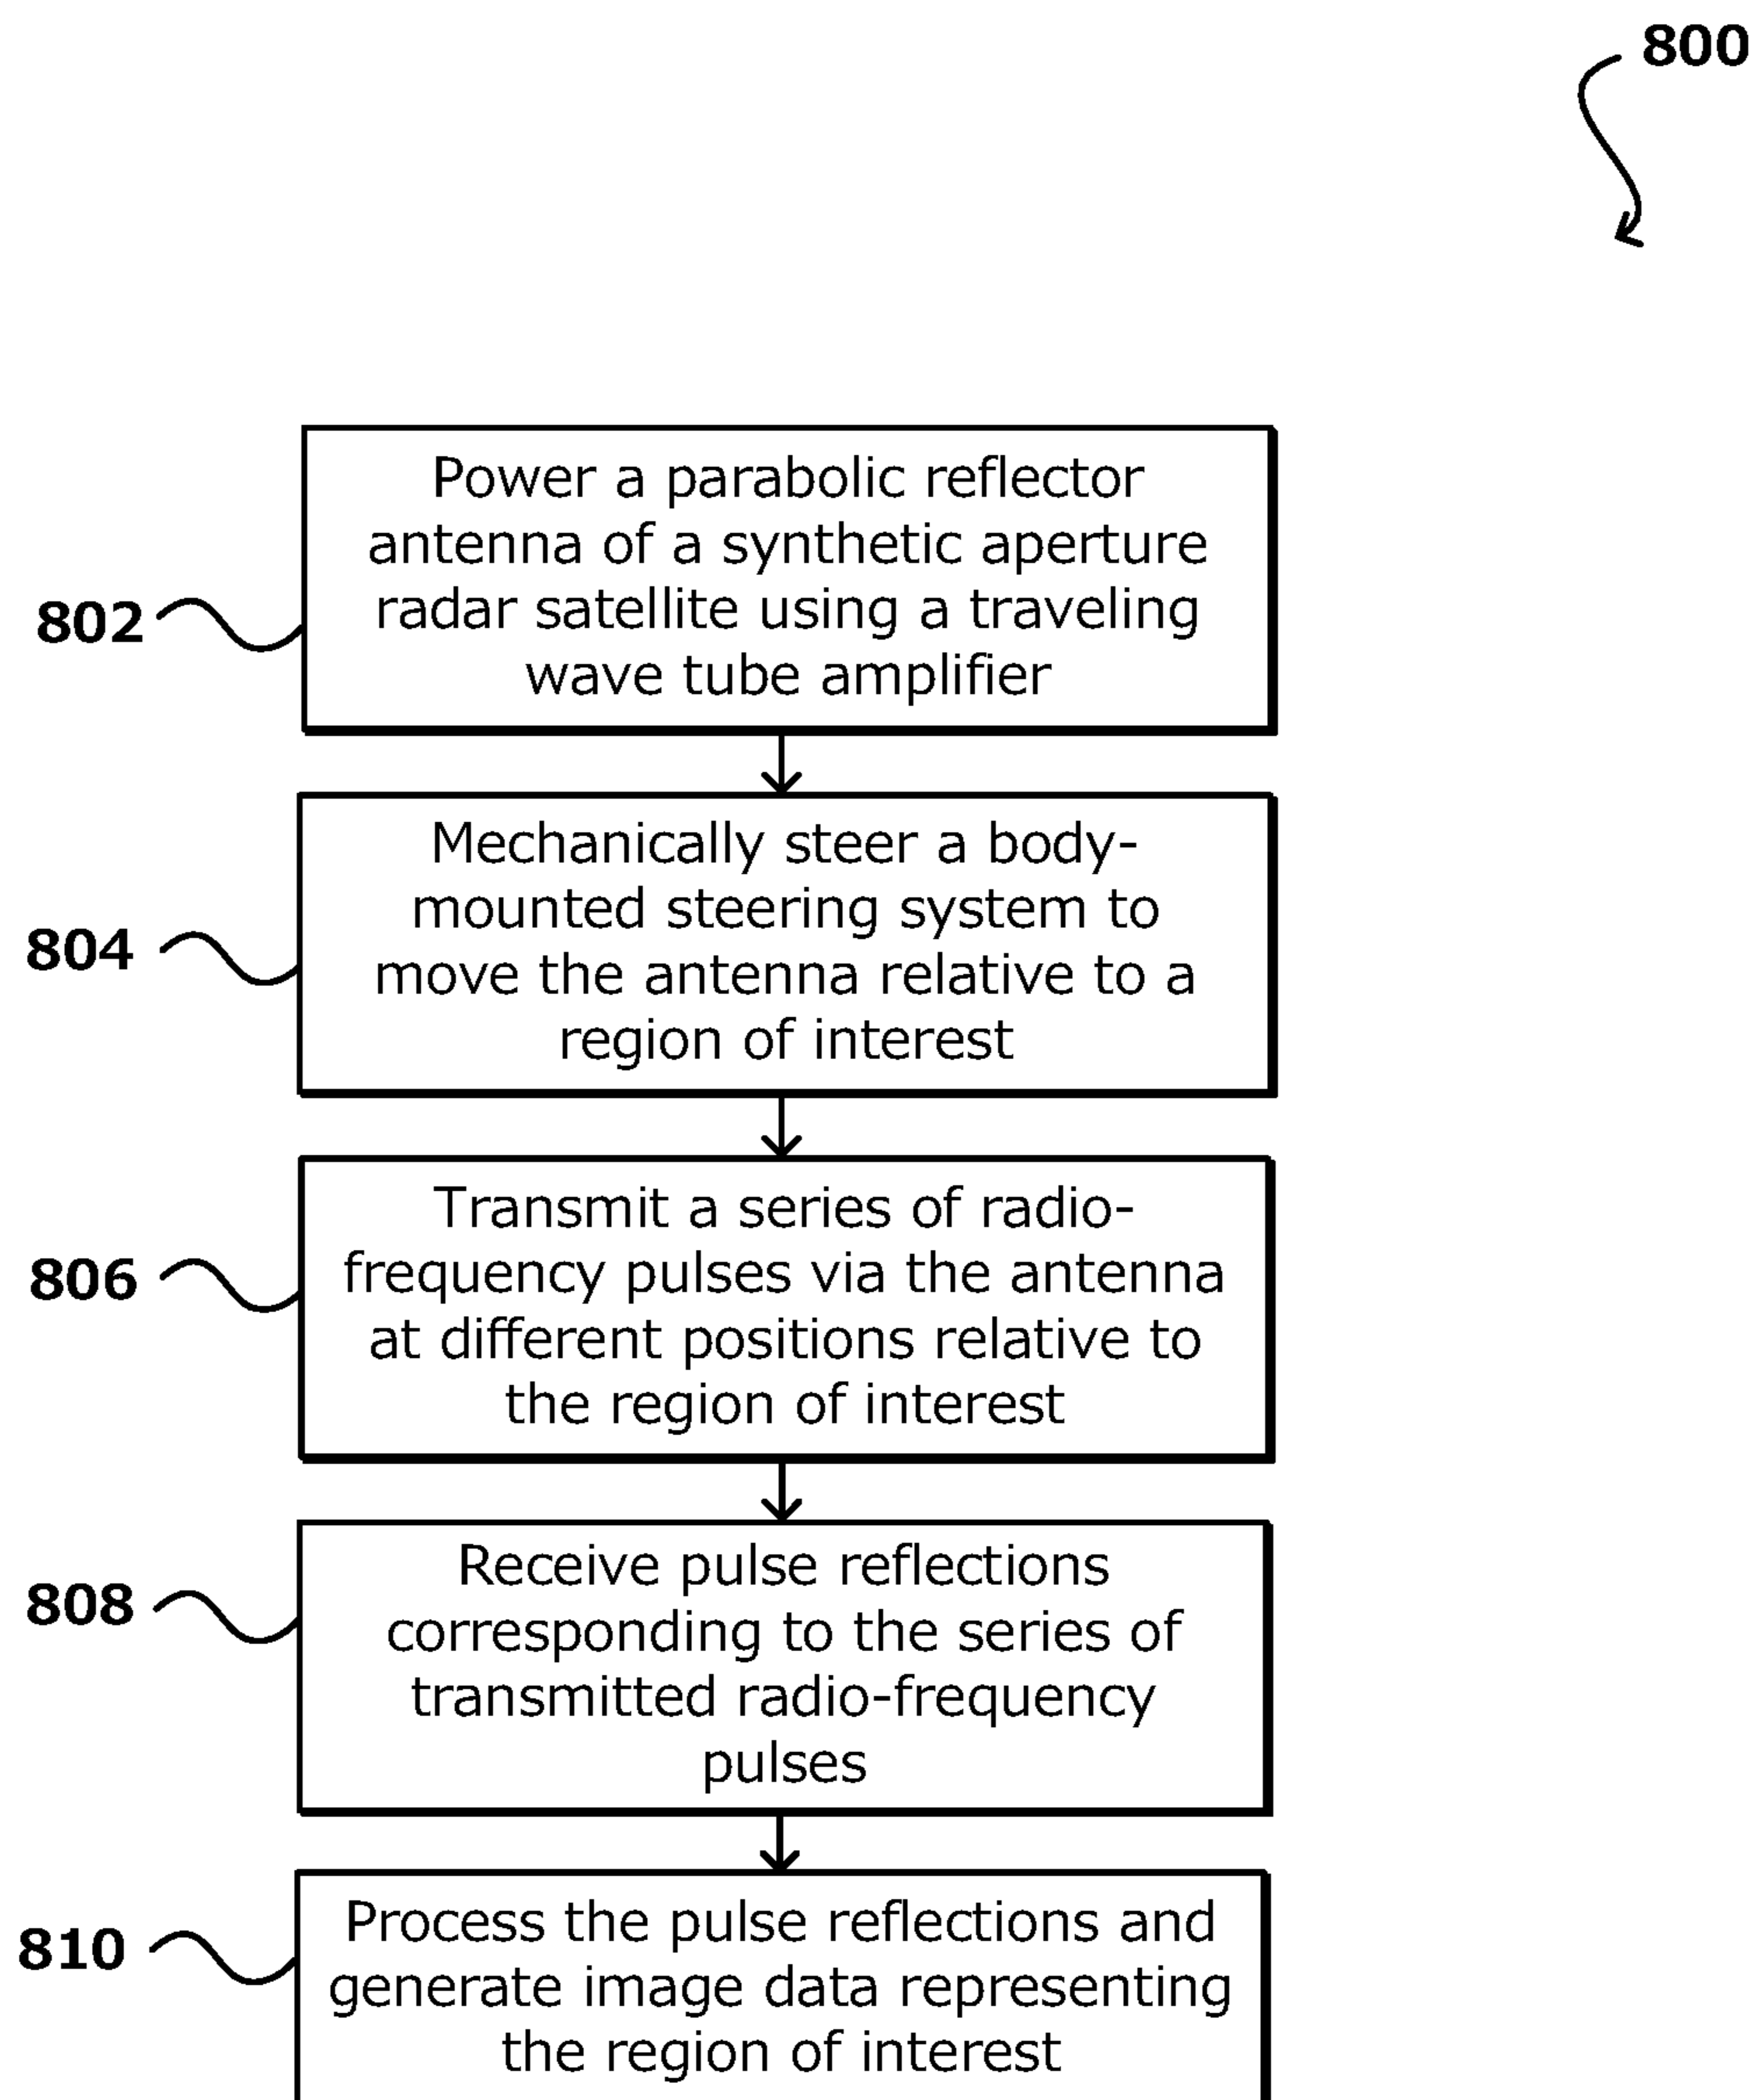 800
Power a parabolic reflector
antenna of a synthetic aperture
radar satellite using a traveling
wave tube amplifier
802
Mechanically steer a body-
mounted steering system to
move the antenna relative to a
region of interest
804
Transmit a series of radio-
frequency pulses via the antenna
at different positions relative to
the region of interest
806
Receive pulse reflections
corresponding to the series of
transmitted radio-frequency
pulses
808
Process the pulse reflections and
generate image data representing
the region of interest
810